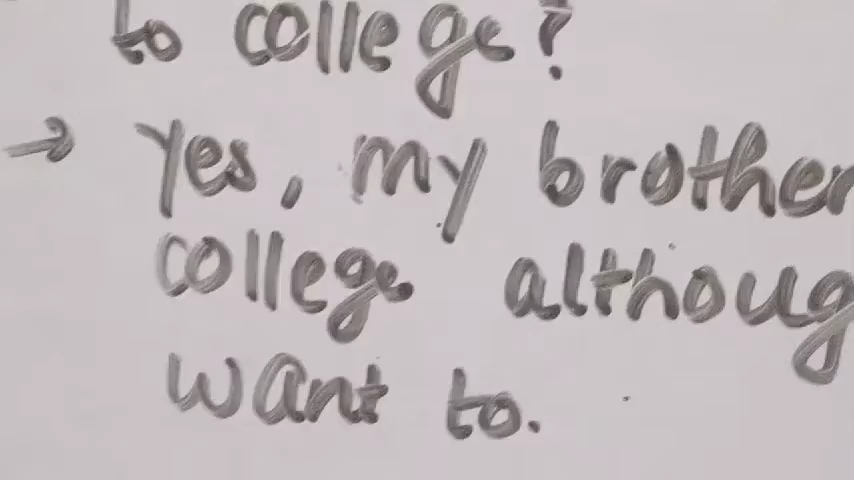 to college?
→ Yes, my brother
college althoug
want to.